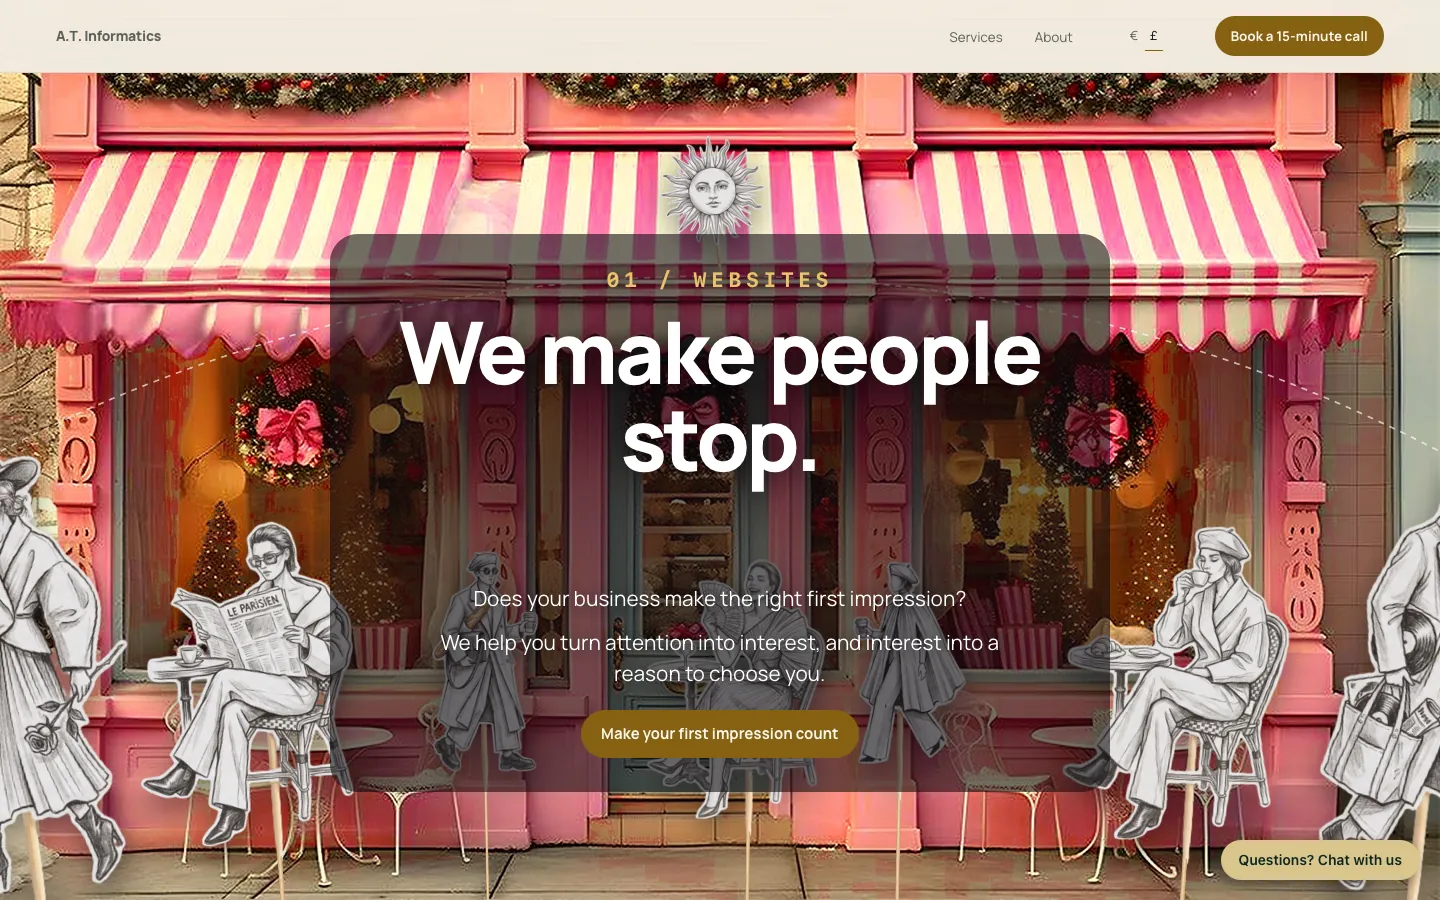 A.T. Informatics
Services
About
€ £
Book a 15-minute call
01 / WEBSITES
We make people
stop.
LE PARISIEN
Does your business make the right first impression?
We help you turn attention into interest, and interest into a
reason to choose you.
Make your first impression count
Questions? Chat with us